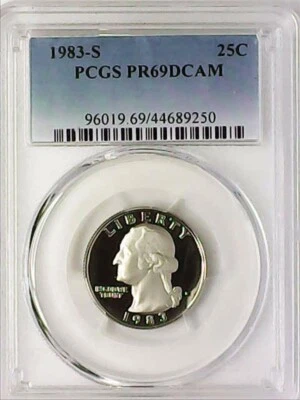 1983-S 25C
PCGS PR69DCAM
96019.69/44689250
LIBERTY
IN GOD WE
TRUST
1983